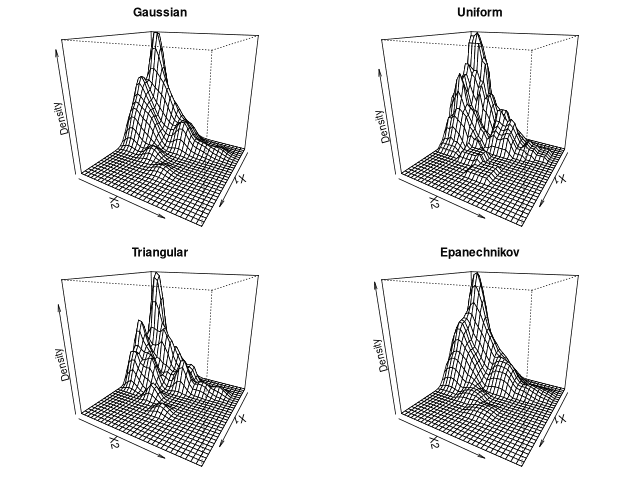 Gaussian
Density
X2
X1
Uniform
Density
X2
X1
Triangular
Density
X2
X1
Epanechnikov
Density
X2
X1